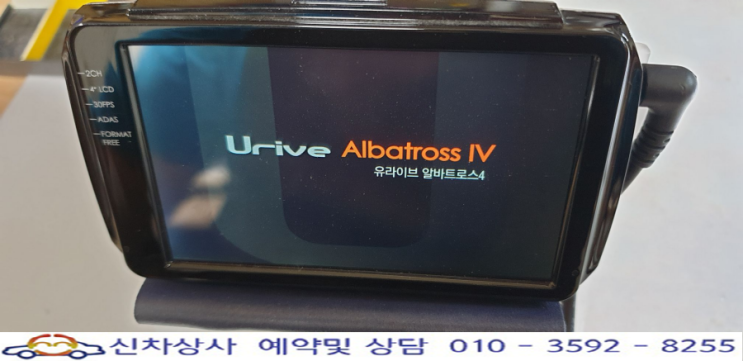 2CH
4" LCD
30FPS
ADAS
FORMAT
FREE
Urive Albatross IV
유라이브 알바트로스4
신차상사 예약및 상담 010 - 3592 - 8255